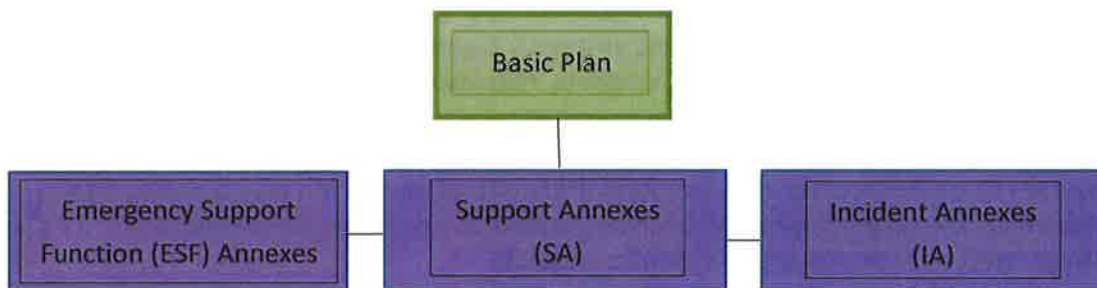 Basic Plan
Emergency Support
Function (ESF) Annexes
Support Annexes
(SA)
Incident Annexes
(IA)